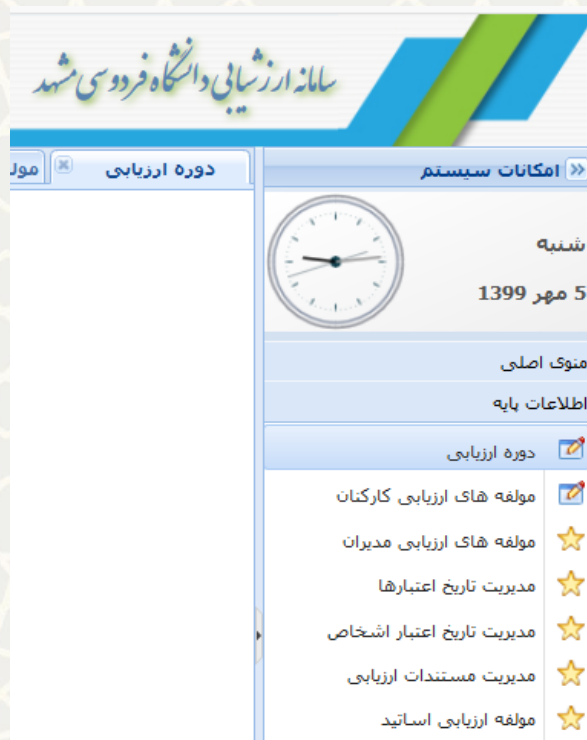 سامانه ارزشیابی دانشگاه فردوسی مشهد
امکانات سیستم
دوره ارزیابی
مول
شنبه
5 مهر 1399
منوی اصلی
اطلاعات پایه
دوره ارزیابی
مولفه های ارزیابی کارکنان
مولفه های ارزیابی مدیران
مدیریت تاریخ اعتبارها
مدیریت تاریخ اعتبار اشخاص
مدیریت مستندات ارزیابی
مولفه ارزیابی اساتید